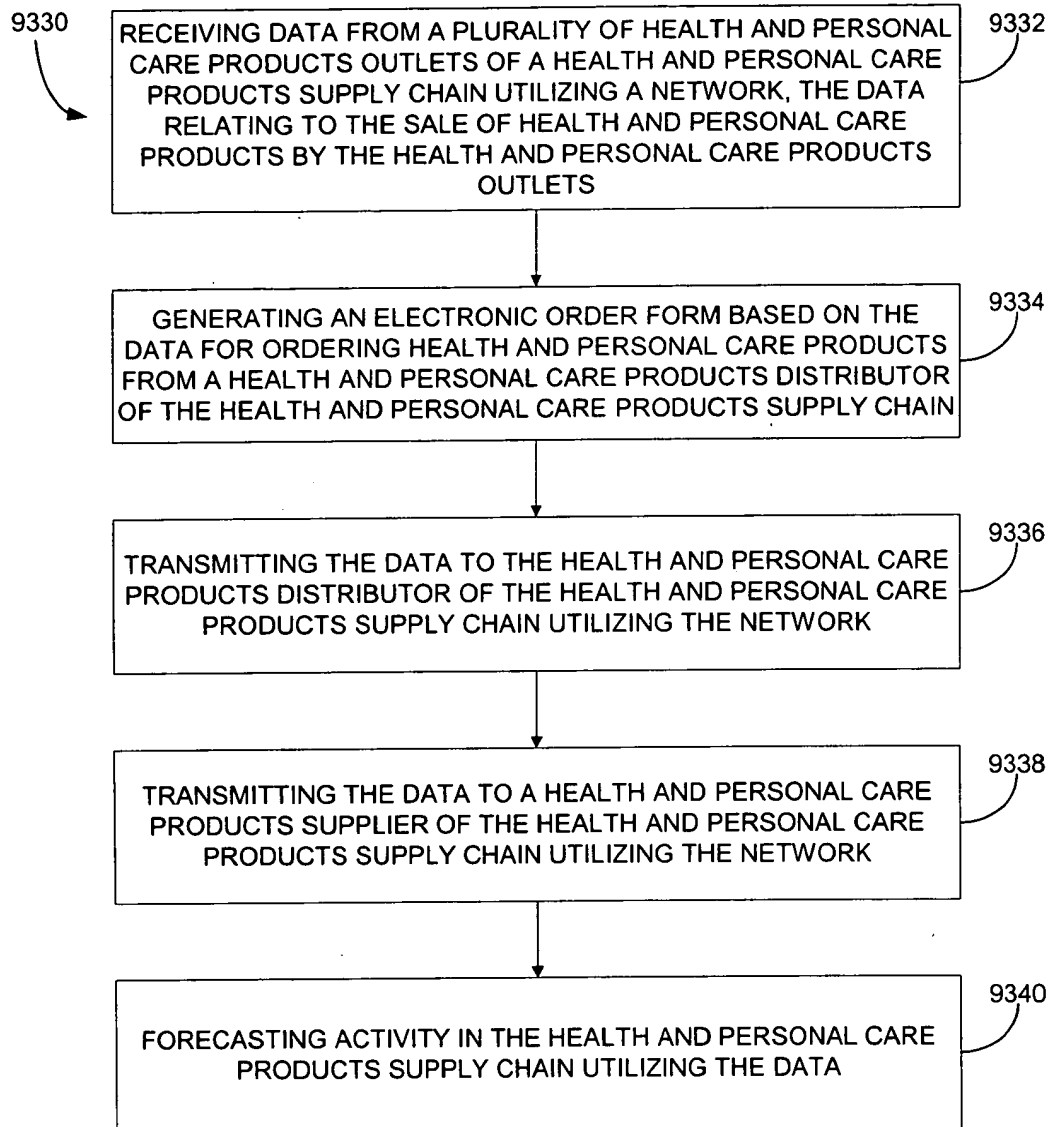 9330
RECEIVING DATA FROM A PLURALITY OF HEALTH AND PERSONAL
CARE PRODUCTS OUTLETS OF A HEALTH AND PERSONAL CARE
PRODUCTS SUPPLY CHAIN UTILIZING A NETWORK, THE DATA
RELATING TO THE SALE OF HEALTH AND PERSONAL CARE
PRODUCTS BY THE HEALTH AND PERSONAL CARE PRODUCTS
OUTLETS
9332
GENERATING AN ELECTRONIC ORDER FORM BASED ON THE
DATA FOR ORDERING HEALTH AND PERSONAL CARE PRODUCTS
FROM A HEALTH AND PERSONAL CARE PRODUCTS DISTRIBUTOR
OF THE HEALTH AND PERSONAL CARE PRODUCTS SUPPLY CHAIN
9334
TRANSMITTING THE DATA TO THE HEALTH AND PERSONAL CARE
PRODUCTS DISTRIBUTOR OF THE HEALTH AND PERSONAL CARE
PRODUCTS SUPPLY CHAIN UTILIZING THE NETWORK
9336
TRANSMITTING THE DATA TO A HEALTH AND PERSONAL CARE
PRODUCTS SUPPLIER OF THE HEALTH AND PERSONAL CARE
PRODUCTS SUPPLY CHAIN UTILIZING THE NETWORK
9338
FORECASTING ACTIVITY IN THE HEALTH AND PERSONAL CARE
PRODUCTS SUPPLY CHAIN UTILIZING THE DATA
9340